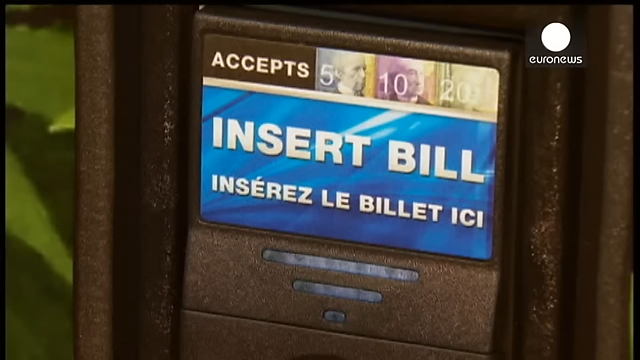 euronews
ACCEPTS 5 10 20
INSERT BILL
INSÉREZ LE BILLET ICI